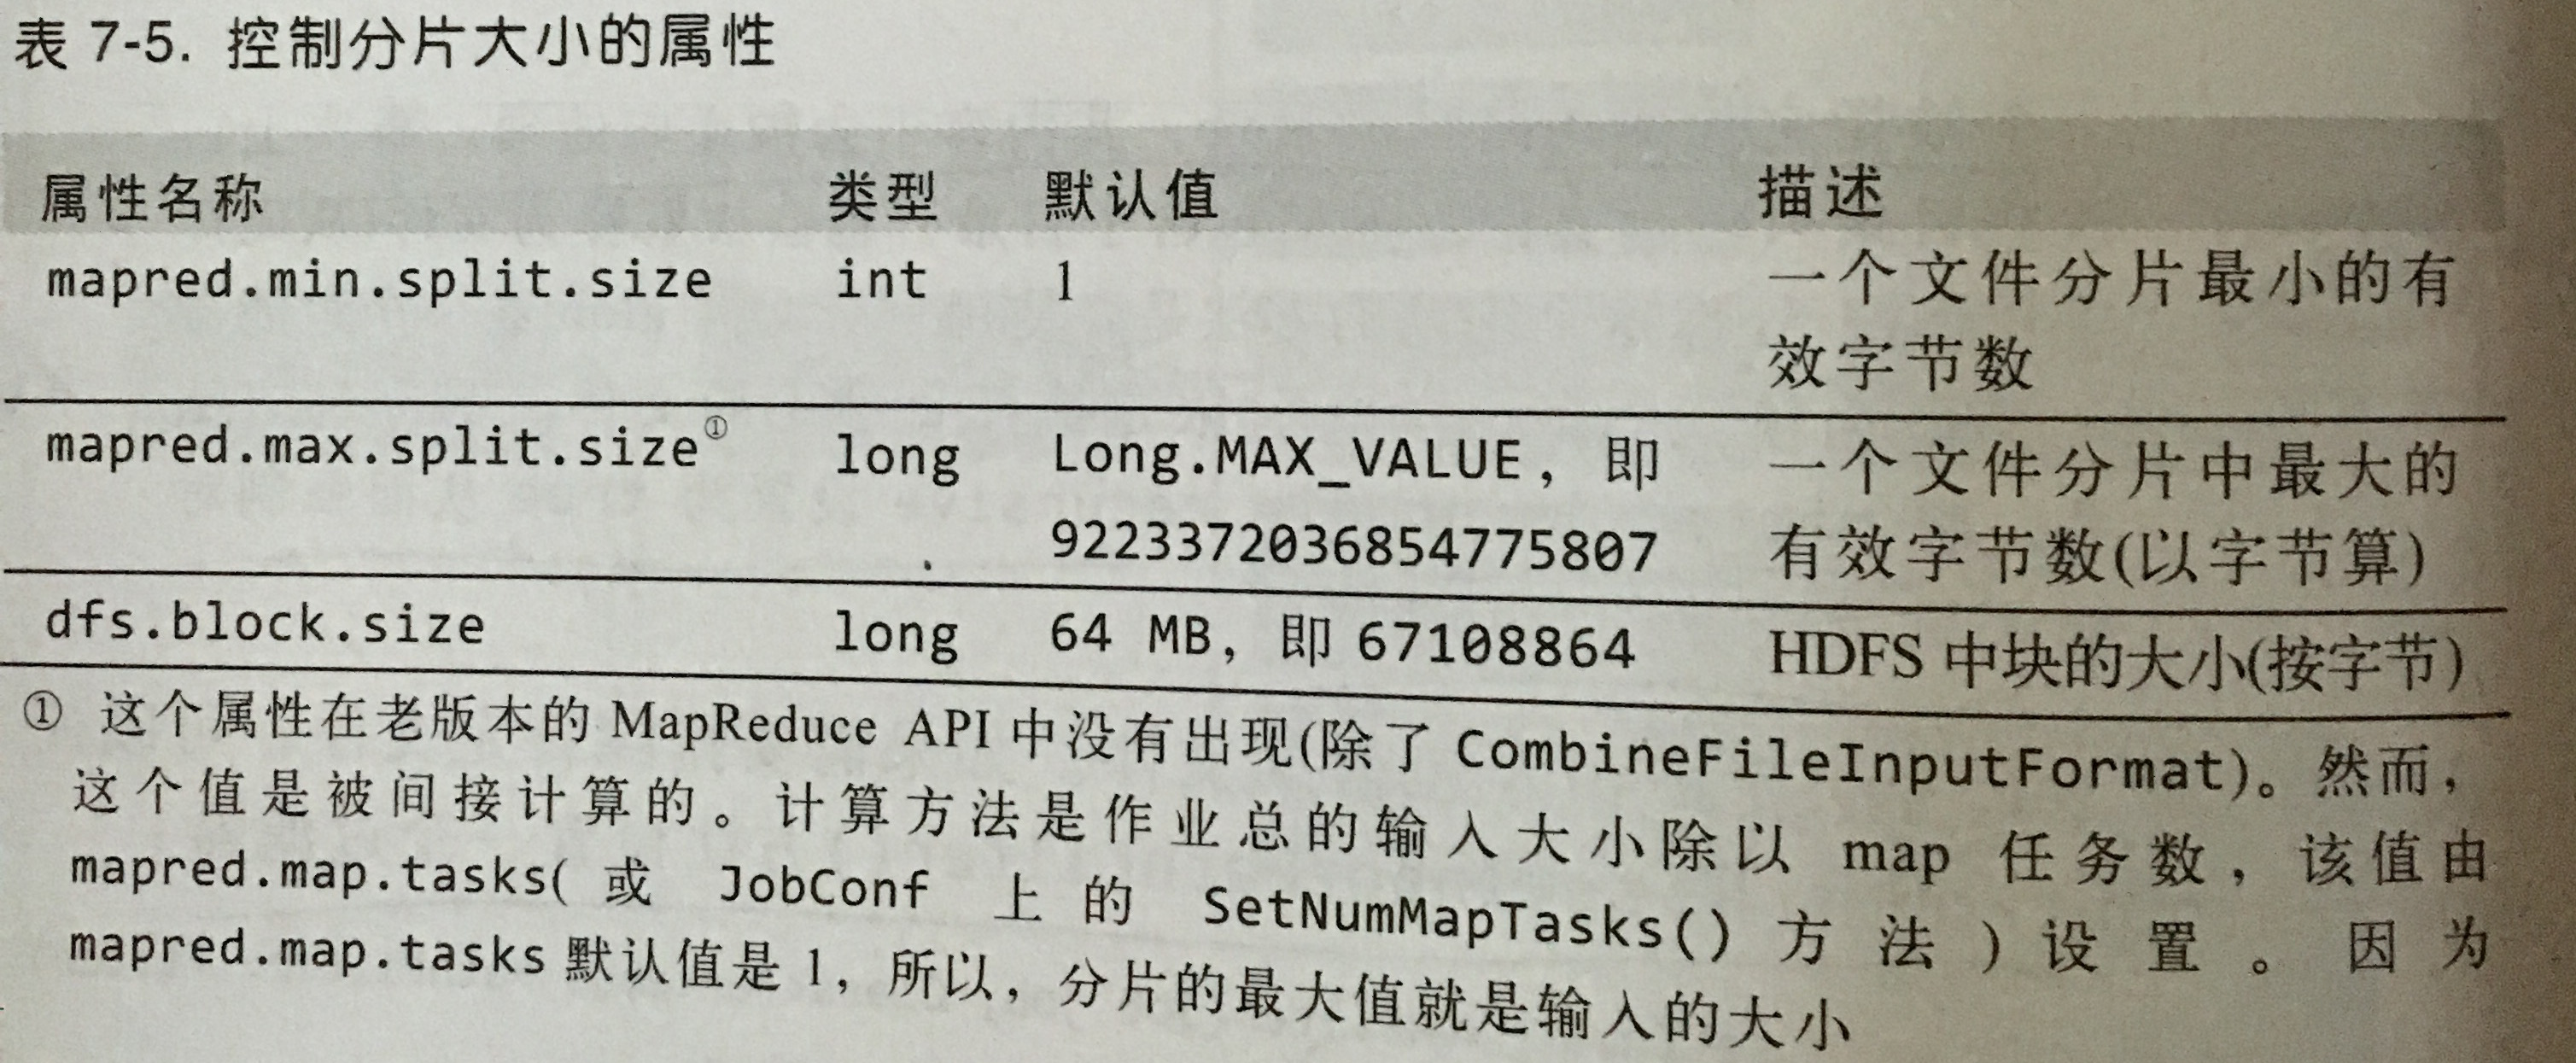 表 7-5. 控制分片大小的属性
属性名称 类型 默认值 描述
mapred.min.split.size int 1 一个文件分片最小的有
效字节数
mapred.max.split.size① long Long.MAX_VALUE，即 一个文件分片中最大的
9223372036854775807 有效字节数(以字节算)
dfs.block.size long 64 MB，即 67108864 HDFS 中块的大小(按字节)
① 这个属性在老版本的 MapReduce API 中没有出现(除了 CombineFileInputFormat)。然而，
这个值是被间接计算的。计算方法是作业总的输入大小除以 map 任务数，该值由
mapred.map.tasks(或 JobConf 上的 SetNumMapTasks()方法)设置。因为
mapred.map.tasks 默认值是 1，所以，分片的最大值就是输入的大小